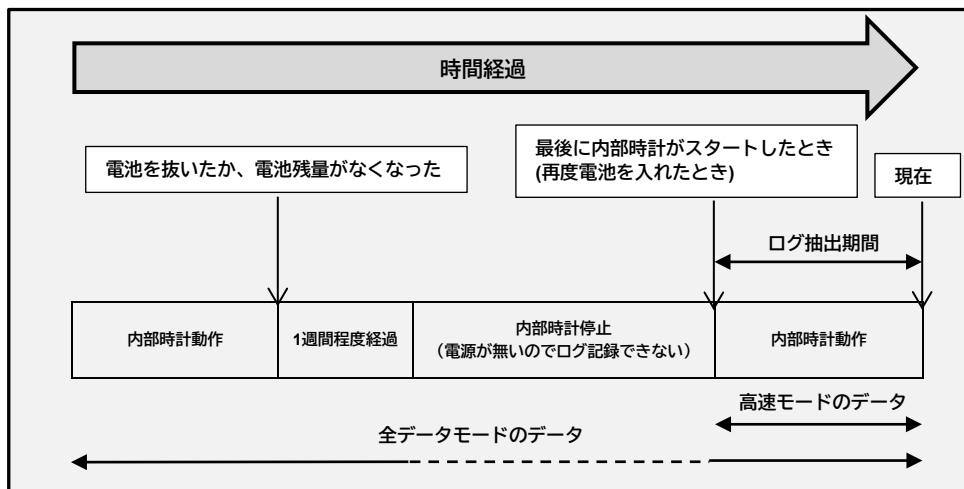 時間経過
電池を抜いたか、電池残量がなくなった
最後に内部時計がスタートしたとき
(再度電池を入れたとき)
現在
ログ抽出期間
内部時計動作
1週間程度経過
内部時計停止
（電源が無いのでログ記録できない）
内部時計動作
高速モードのデータ
全データモードのデータ